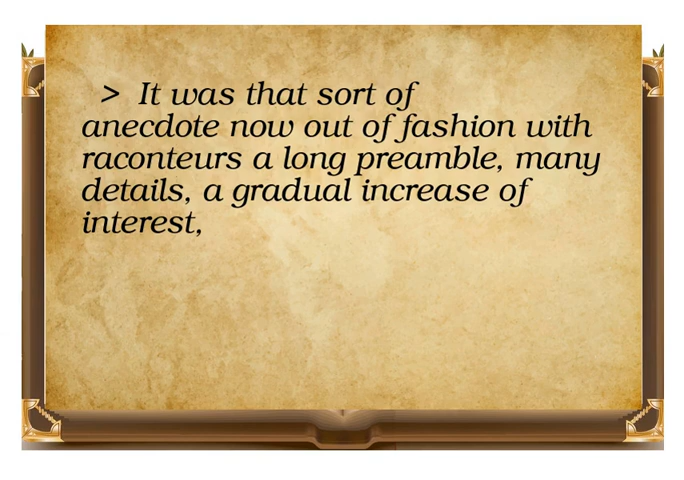 > It was that sort of
anecdote now out of fashion with
raconteurs a long preamble, many
details, a gradual increase of
interest,